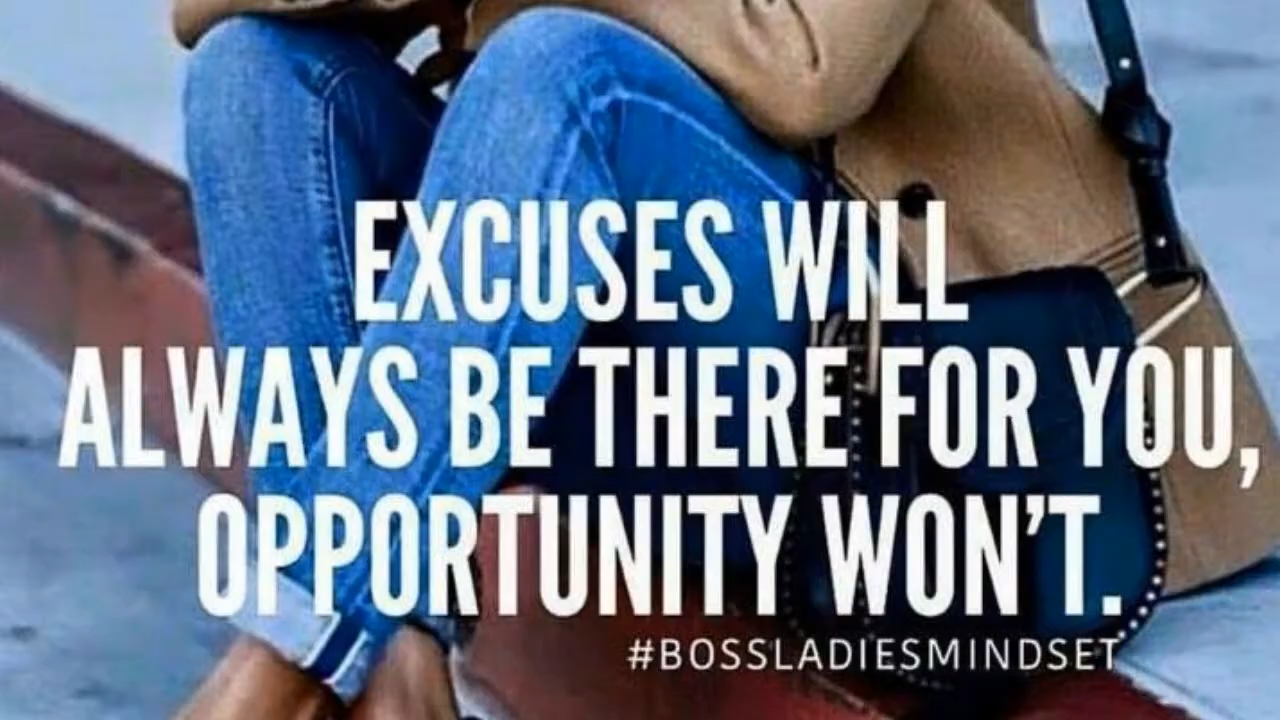 EXCUSES WILL
ALWAYS BE THERE FOR YOU,
OPPORTUNITY WON'T.
#BOSSLADIESMINDSET